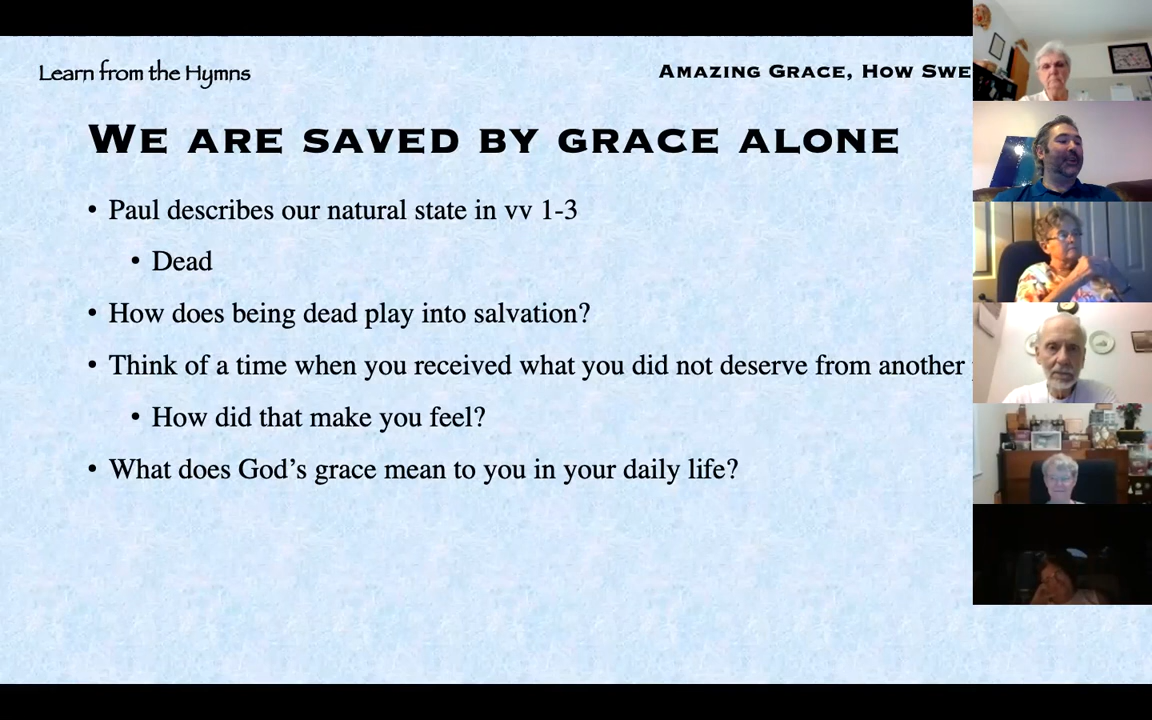 Learn from the Hymns
Amazing Grace, How Swe
We are saved by grace alone
• Paul describes our natural state in vv 1-3
• Dead
• How does being dead play into salvation?
• Think of a time when you received what you did not deserve from another
• How did that make you feel?
• What does God’s grace mean to you in your daily life?